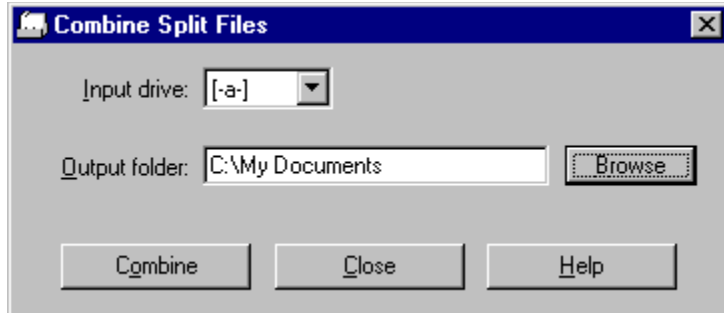 Combine Split Files
Input drive: [-a-]
Output folder: C:\My Documents Browse
Combine Close Help